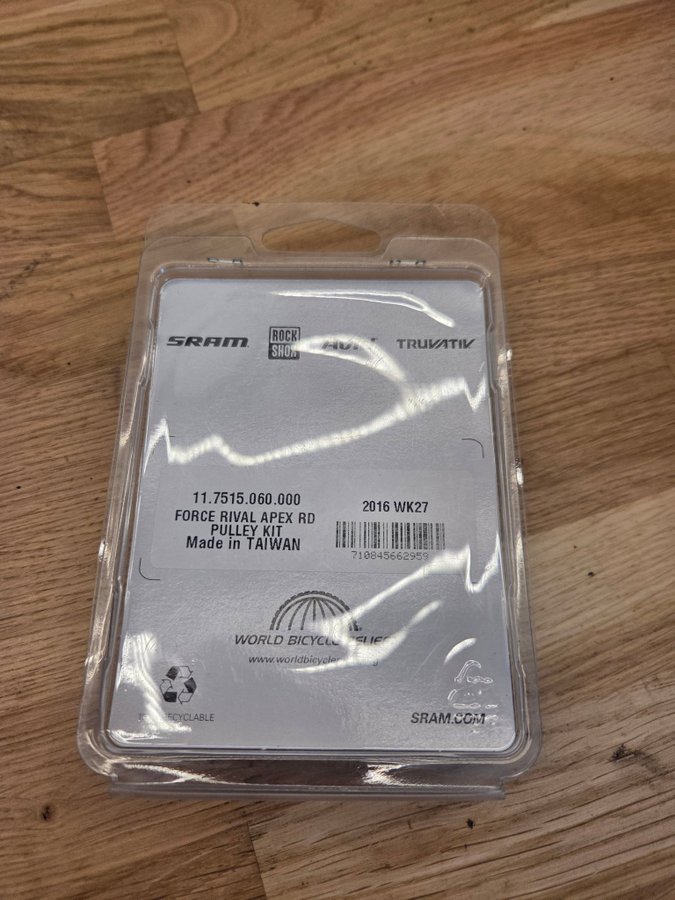 SRAM
ROCK
SHOX
TRUVATIV
11.7515.060.000
FORCE RIVAL APEX RD
PULLEY KIT
Made in TAIWAN
2016 WK27
710845662959
WORLD BICYCLE RELIEF
SRAM.COM